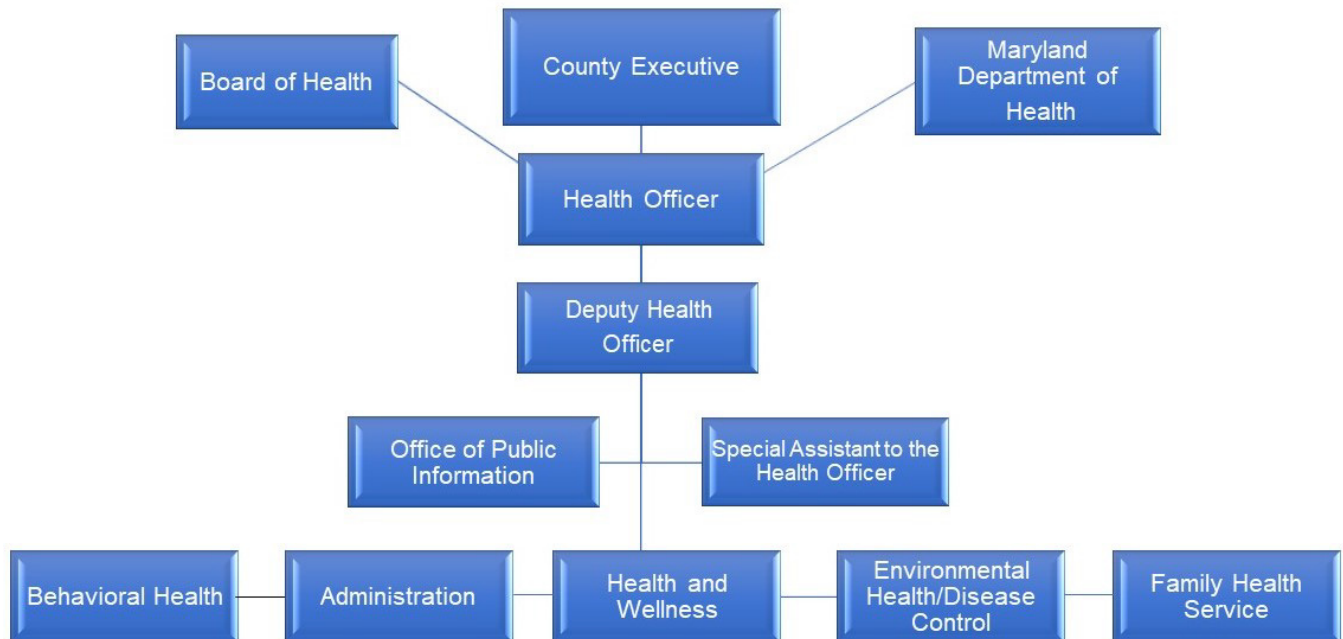 Board of Health
County Executive
Maryland
Department of
Health
Health Officer
Deputy Health
Officer
Office of Public
Information
Special Assistant to the
Health Officer
Behavioral Health
Administration
Health and
Wellness
Environmental
Health/Disease
Control
Family Health
Service